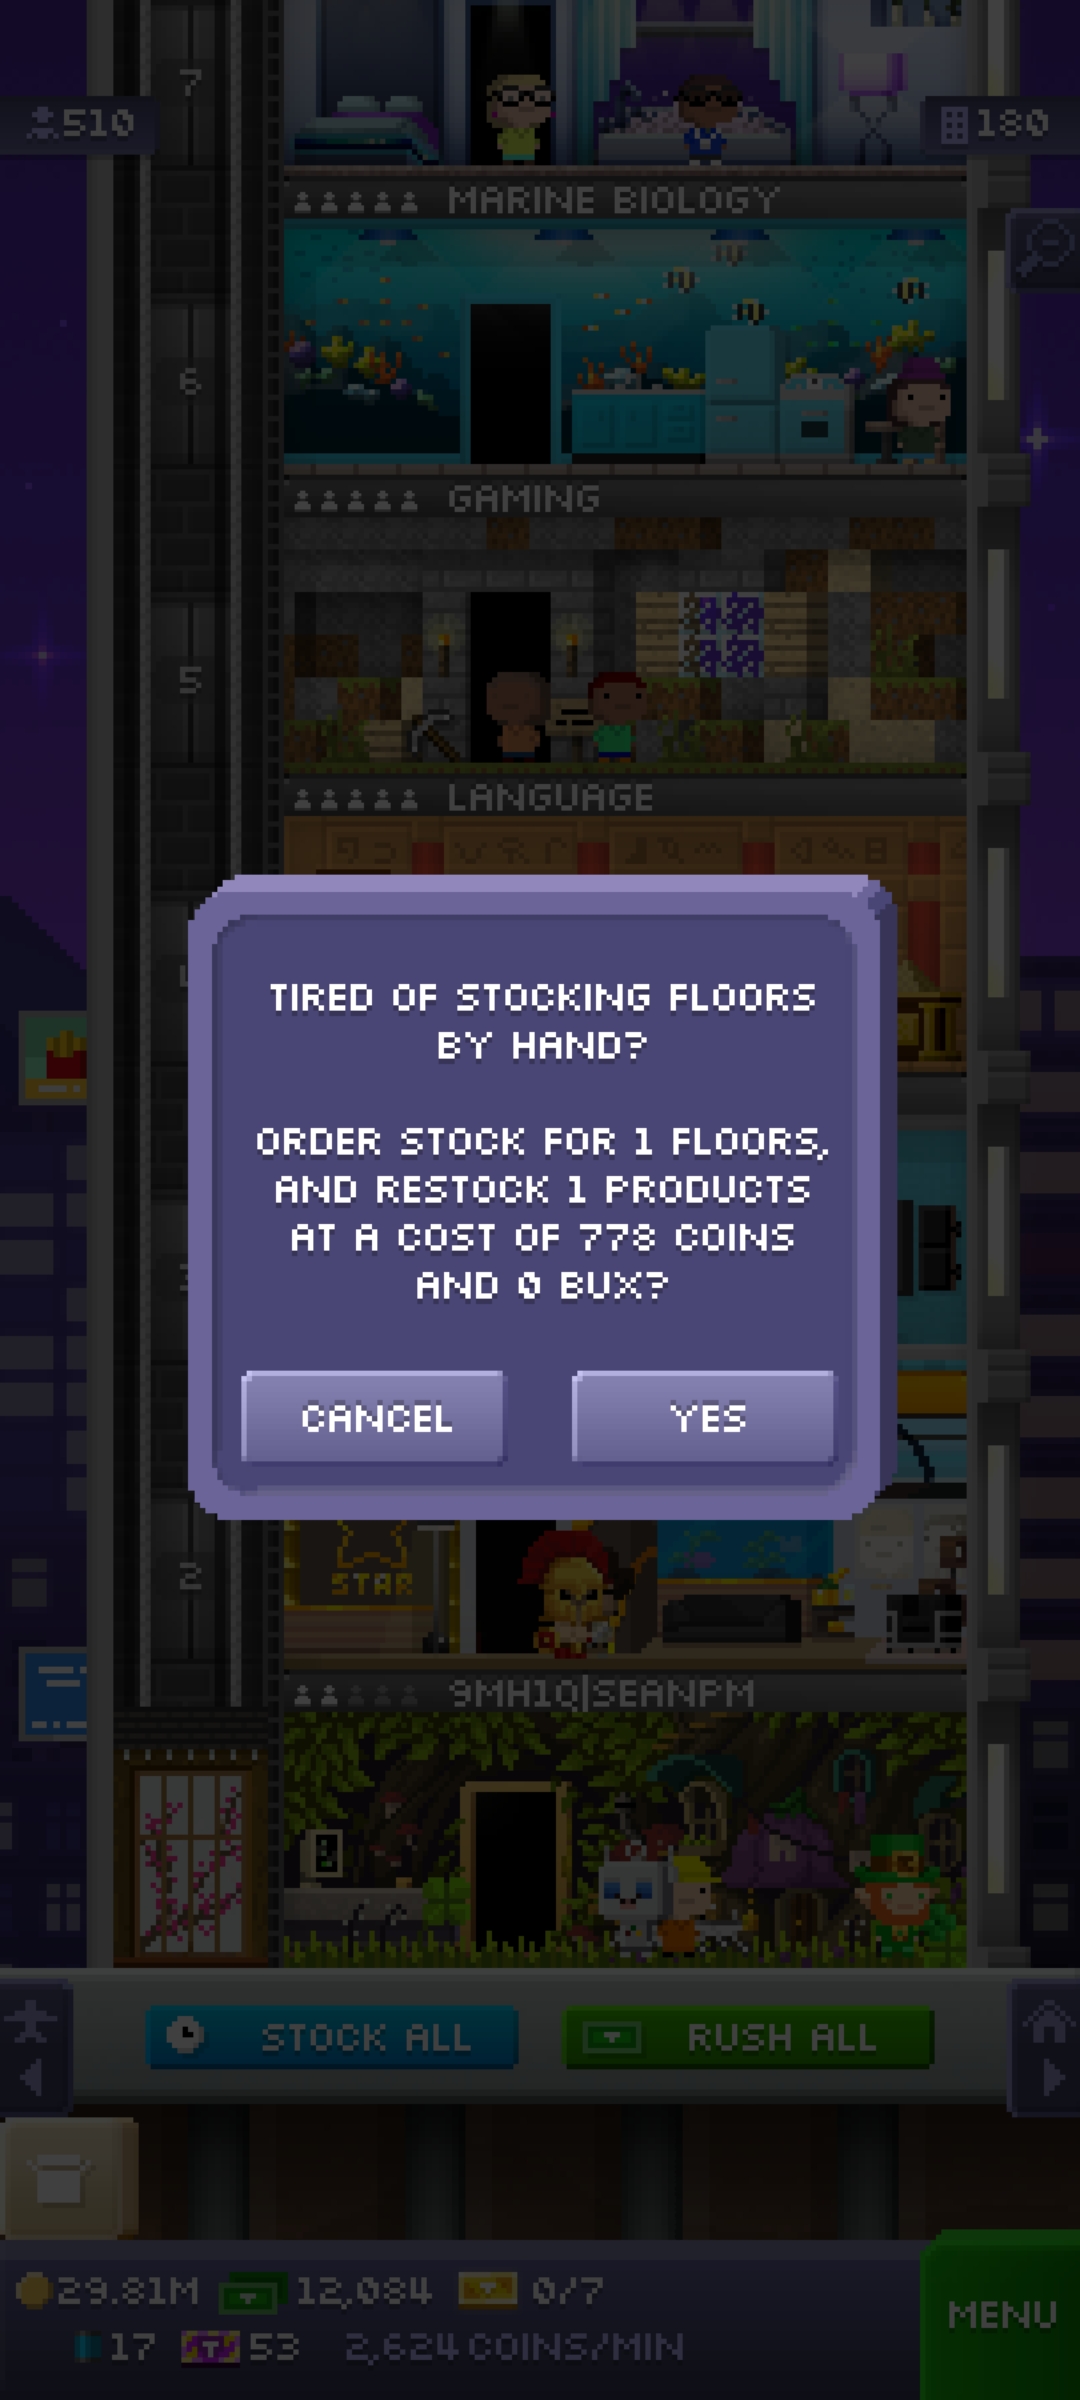 7
510
180
MARINE BIOLOGY
6
GAMING
5
LANGUAGE
TIRED OF STOCKING FLOORS
BY HAND?
ORDER STOCK FOR 1 FLOORS,
AND RESTOCK 1 PRODUCTS
AT A COST OF 778 COINS
AND 0 BUX?
CANCEL
YES
2
STAR
9MH1Q|SEANPM
STOCK ALL
RUSH ALL
29.81M
12,084
0/7
MENU
17
53
2,624 COINS/MIN